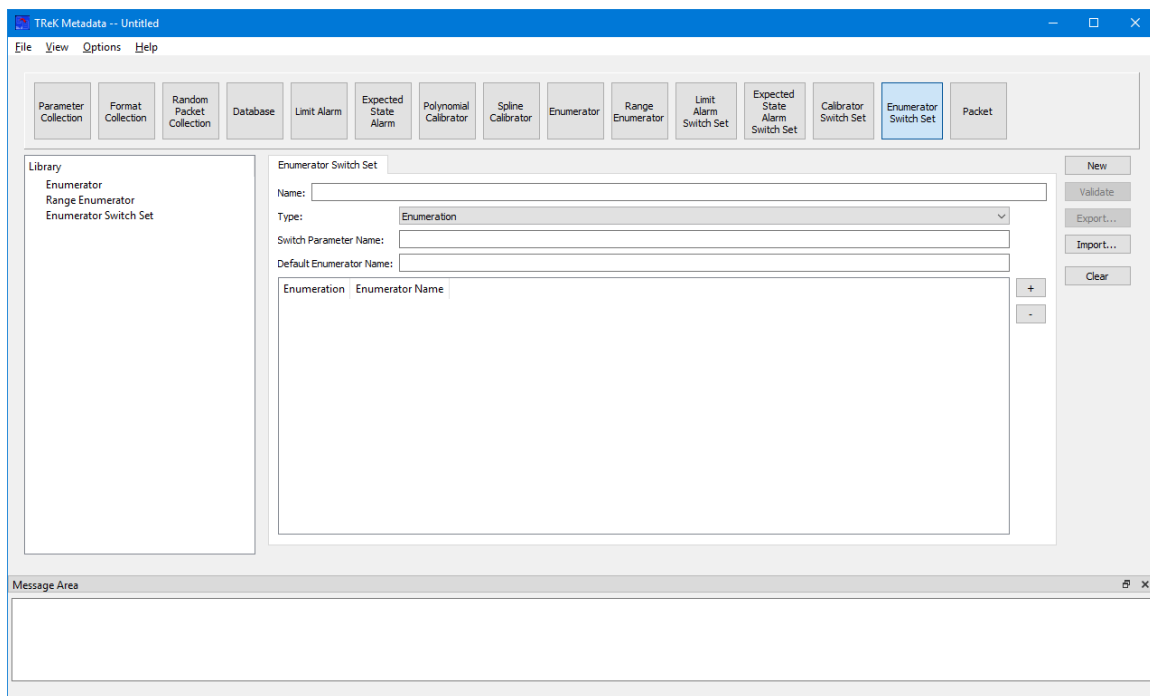 TReK Metadata -- Untitled
File View Options Help
Parameter
Collection
Format
Collection
Random
Packet
Collection
Database
Limit Alarm
Expected
State
Alarm
Polynomial
Calibrator
Spline
Calibrator
Enumerator
Range
Enumerator
Limit
Alarm
Switch Set
Expected
State
Alarm
Switch Set
Calibrator
Switch Set
Enumerator
Switch Set
Packet
Library
Enumerator
Range Enumerator
Enumerator Switch Set
Enumerator Switch Set
Name:
Type: Enumeration
Switch Parameter Name:
Default Enumerator Name:
Enumeration Enumerator Name
+
-
New
Validate
Export...
Import...
Clear
Message Area